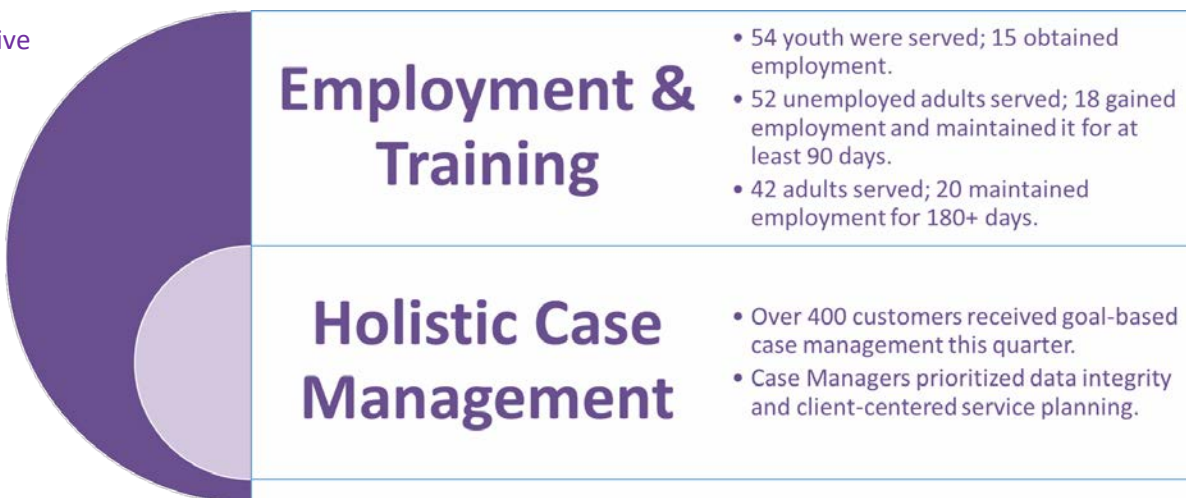 ive
Employment &
Training
• 54 youth were served; 15 obtained
employment.
• 52 unemployed adults served; 18 gained
employment and maintained it for at
least 90 days.
• 42 adults served; 20 maintained
employment for 180+ days.
Holistic Case
Management
• Over 400 customers received goal-based
case management this quarter.
• Case Managers prioritized data integrity
and client-centered service planning.